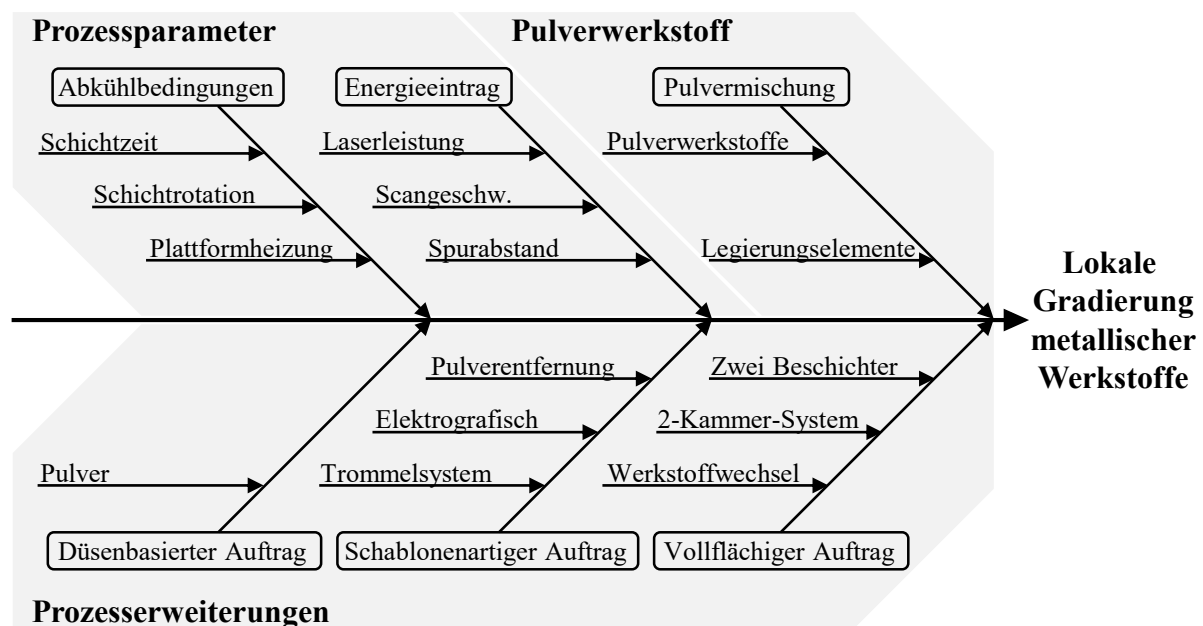 Prozessparameter
Pulverwerkstoff
Abkühlbedingungen
Energieeintrag
Pulvermischung
Schichtzeit
Laserleistung
Pulverwerkstoffe
Schichtrotation
Scangeschw.
Plattformheizung
Spurabstand
Legierungselemente
Lokale
Gradierung
metallischer
Werkstoffe
Pulverentfernung
Zwei Beschichter
Elektrografisch
2-Kammer-System
Pulver
Trommelsystem
Werkstoffwechsel
Düsenbasierter Auftrag
Schablonenartiger Auftrag
Vollflächiger Auftrag
Prozesserweiterungen